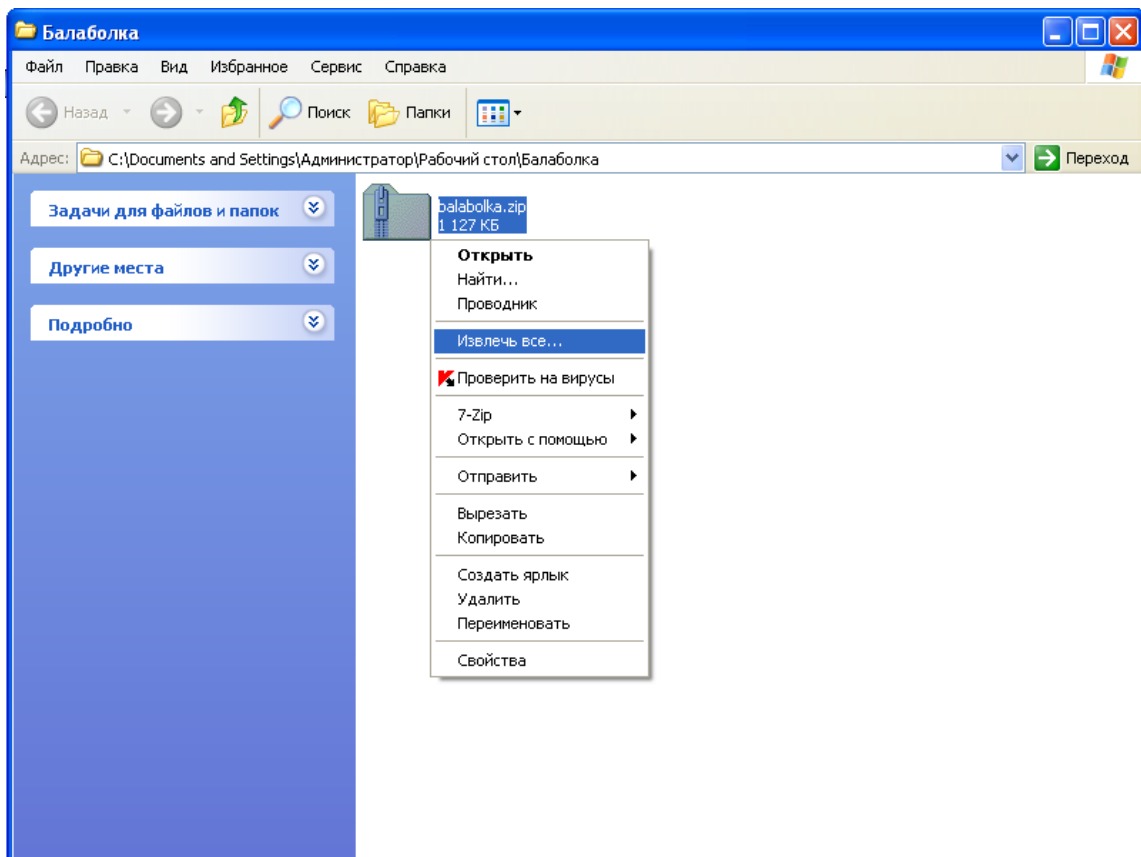 Балаболка
Файл Правка Вид Избранное Сервис Справка
Назад Поиск Папки
Адрес: C:\Documents and Settings\Администратор\Рабочий стол\Балаболка Переход
Задачи для файлов и папок
Другие места
Подробно
balabolka.zip
1 127 КБ
Открыть
Найти...
Проводник
Извлечь все...
Проверить на вирусы
7-Zip
Открыть с помощью
Отправить
Вырезать
Копировать
Создать ярлык
Удалить
Переименовать
Свойства